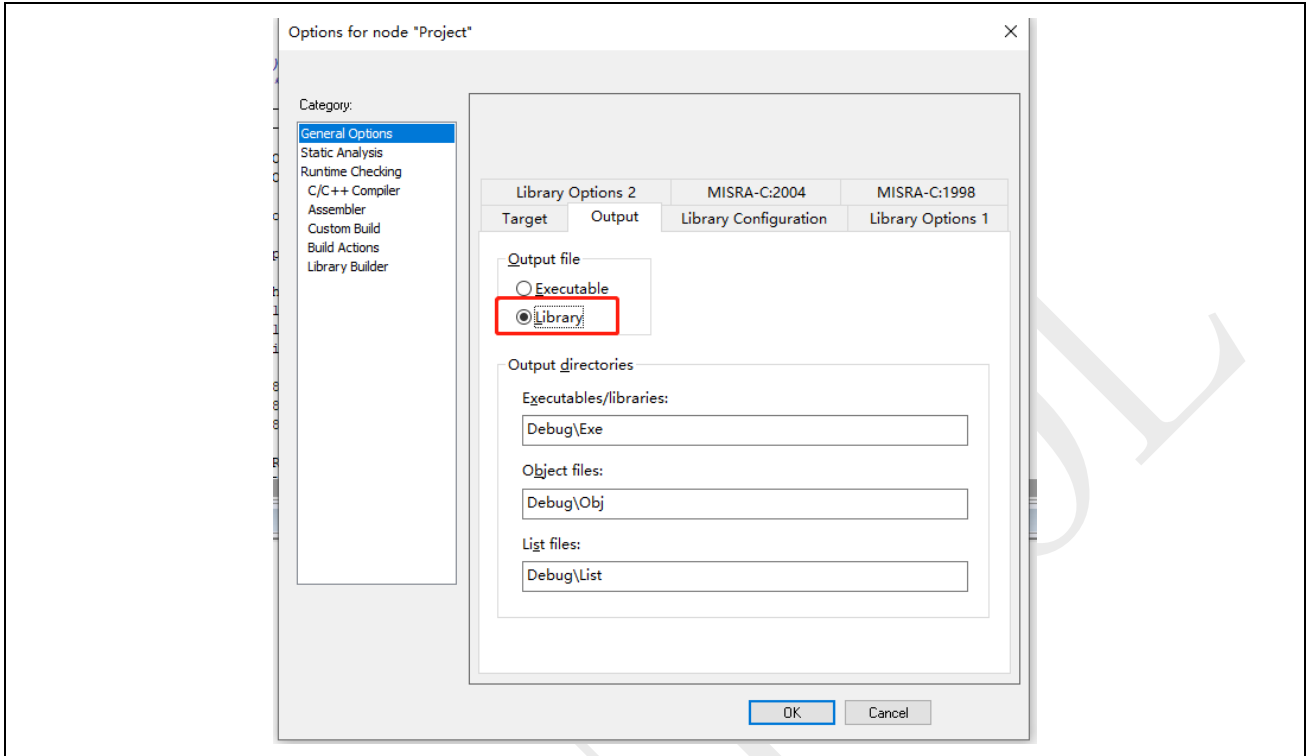 Options for node "Project"
Category:
General Options
Static Analysis
Runtime Checking
C/C++ Compiler
Assembler
Custom Build
Build Actions
Library Builder
Library Options 2 MISRA-C:2004 MISRA-C:1998
Target Output Library Configuration Library Options 1
Output file
Executable
Library
Output directories
Executables/libraries:
Debug\Exe
Object files:
Debug\Obj
List files:
Debug\List
OK Cancel